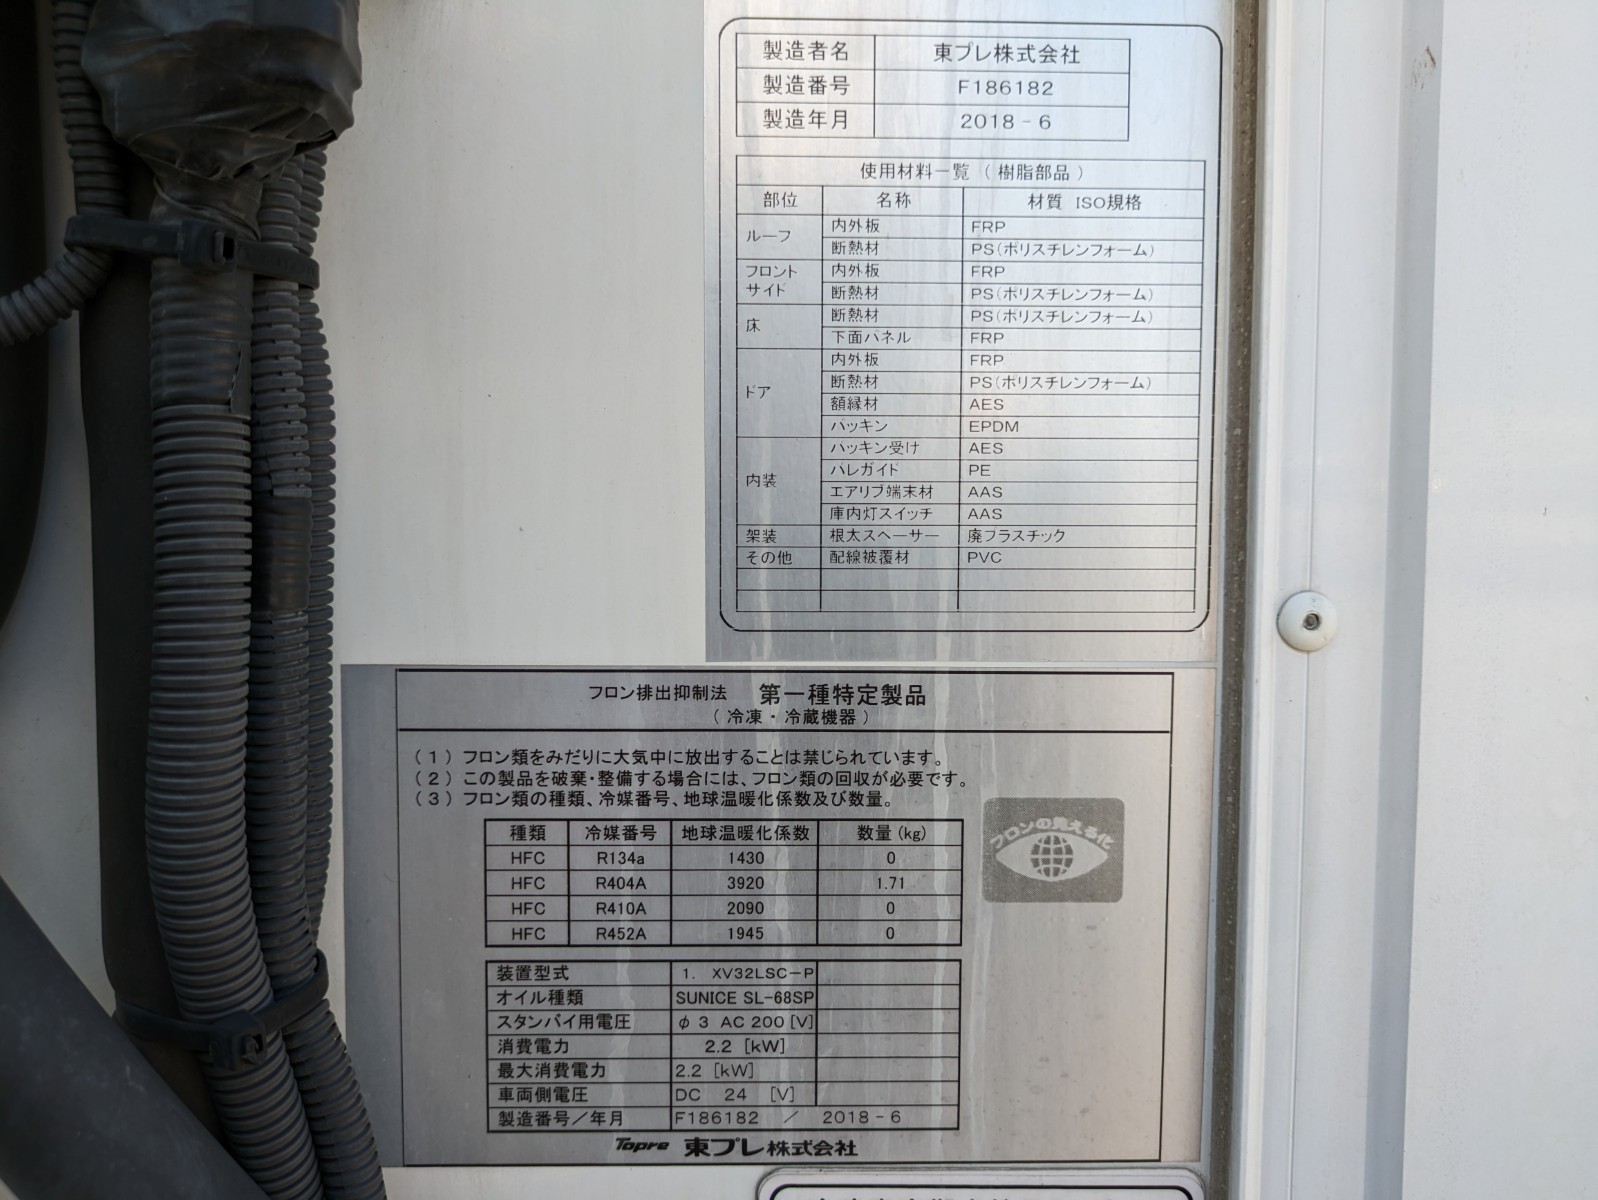 製造者名 東プレ株式会社
製造番号 F186182
製造年月 2018-6
使用材料一覧(樹脂部品)
部位 名称 材質 ISO規格
ルーフ 内外板 FRP
断熱材 PS(ポリスチレンフォーム)
フロント サイド 内外板 FRP
断熱材 PS(ポリスチレンフォーム)
床 断熱材 PS(ポリスチレンフォーム)
下面パネル FRP
ドア 内外板 FRP
断熱材 PS(ポリスチレンフォーム)
額縁材 AES
パッキン EPDM
内装 パッキン受け AES
バレガイド PE
エアリブ端末材 AAS
庫内灯スイッチ AAS
架装 根太スペーサー 廃プラスチック
その他 配線被覆材 PVC
フロン排出抑制法 第一種特定製品
(冷凍・冷蔵機器)
(1)フロン類をみだりに大気中に放出することは禁じられています。
(2)この製品を破棄・整備する場合には、フロン類の回収が必要です。
(3)フロン類の種類、冷媒番号、地球温暖化係数及び数量。
種類 冷媒番号 地球温暖化係数 数量(kg)
HFC R134a 1430 0
HFC R404A 3920 1.71
HFC R410A 2090 0
HFC R452A 1945 0
フロンの見える化
装置型式 1. XV32LSC-P
オイル種類 SUNICE SL-68SP
スタンバイ用電圧 φ3 AC200[V]
消費電力 2.2 [kW]
最大消費電力 2.2 [kW]
車両側電圧 DC 24 [V]
製造番号/年月 F186182 / 2018-6
Topre 東プレ株式会社